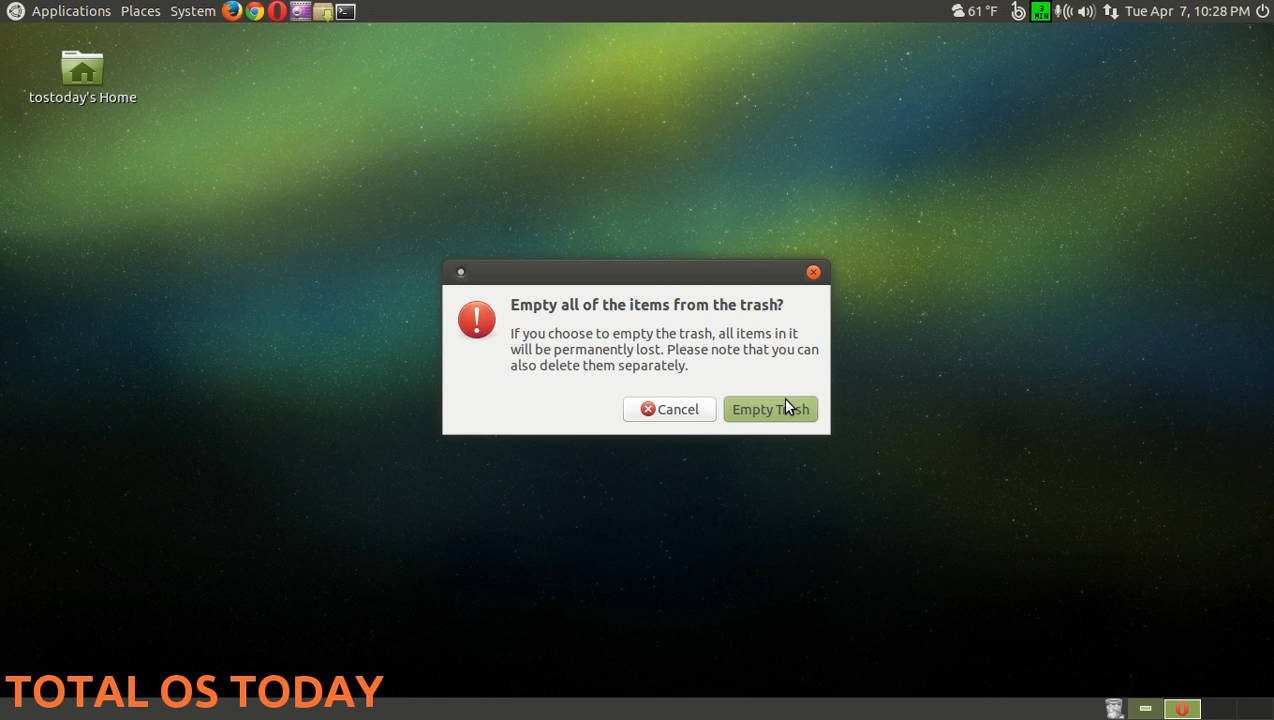 Applications Places System
61 °F
3 MIN
Tue Apr 7, 10:28 PM
tostoday's Home
Empty all of the items from the trash?
If you choose to empty the trash, all items in it
will be permanently lost. Please note that you can
also delete them separately.
Cancel
Empty Trash
TOTAL OS TODAY